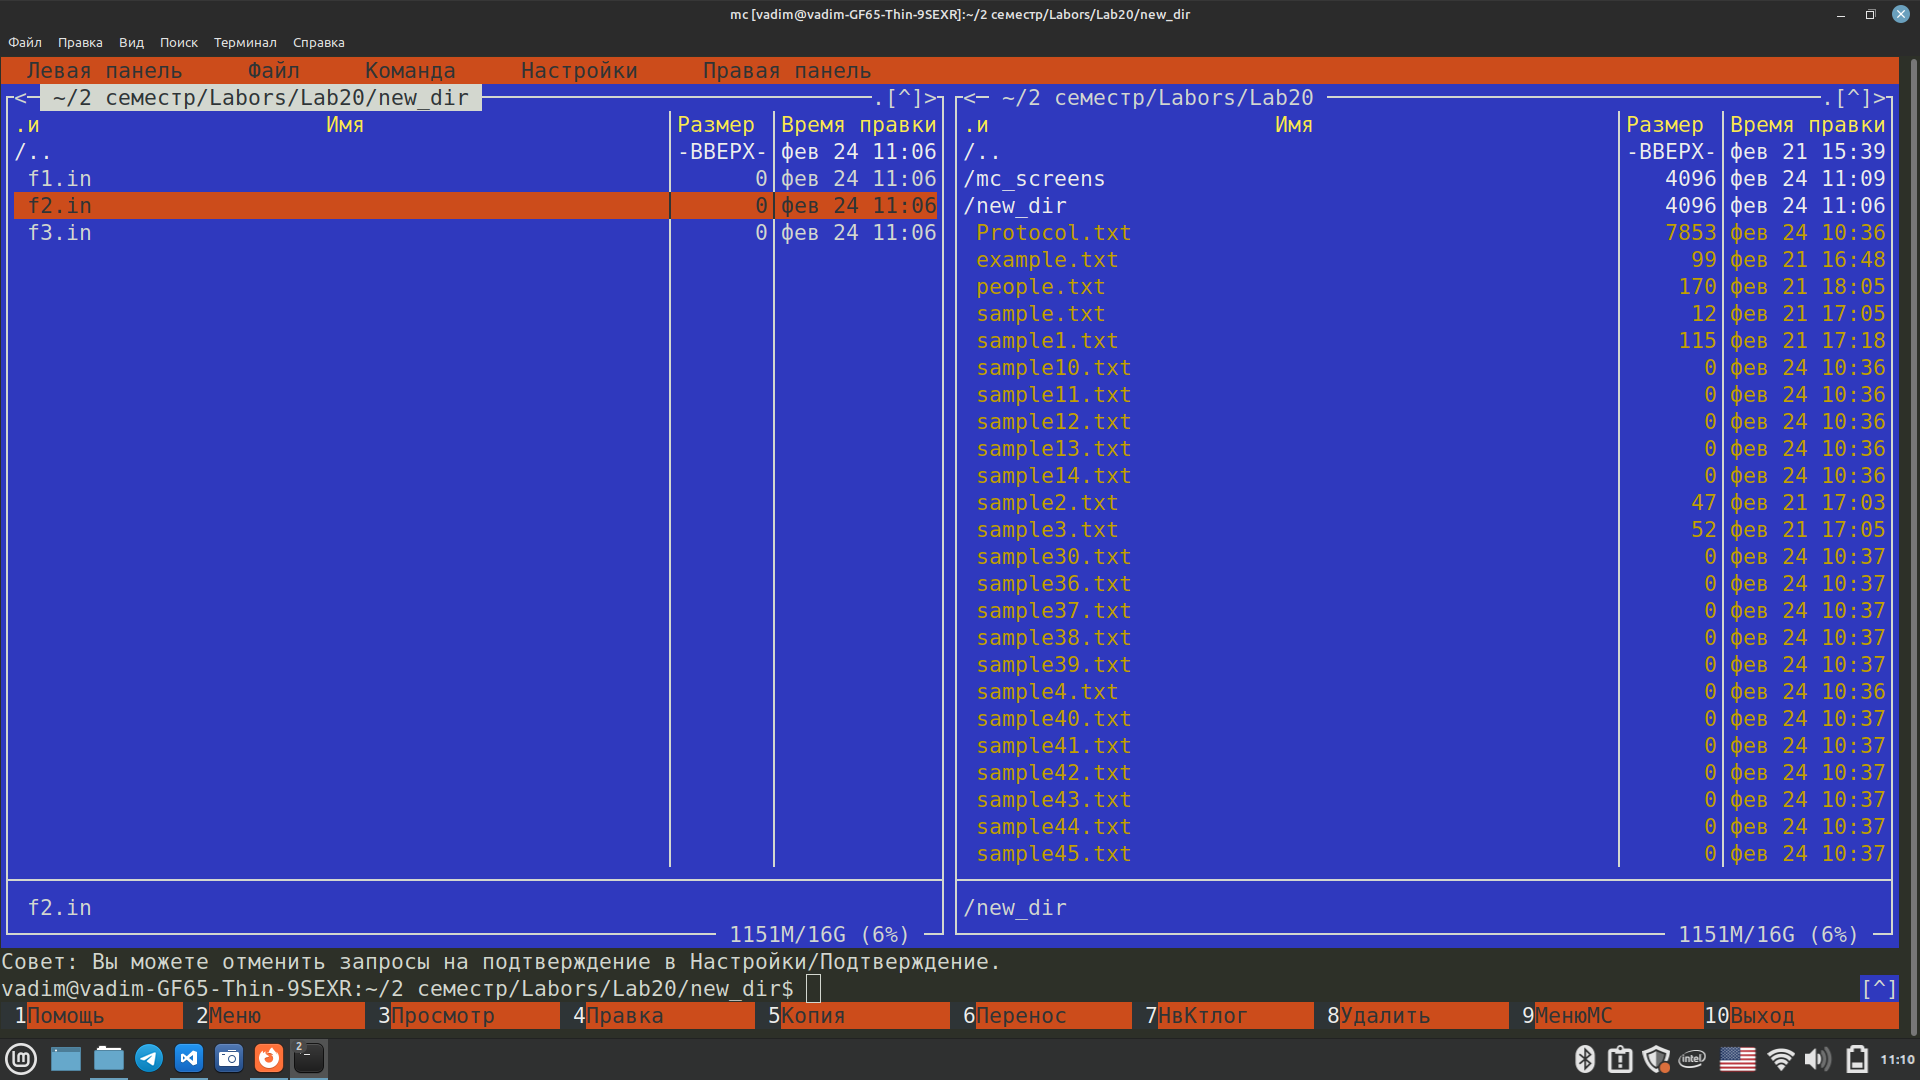 mc [vadim@vadim-GF65-Thin-9SEXR]:~/2 семестр/Labors/Lab20/new_dir
Файл Правка Вид Поиск Терминал Справка
Левая панель Файл Команда Настройки Правая панель
<─ ~/2 семестр/Labors/Lab20/new_dir .[^]>
.и Имя Размер Время правки
/.. -ВВЕРХ- фев 24 11:06
f1.in 0 фев 24 11:06
f2.in 0 фев 24 11:06
f3.in 0 фев 24 11:06
f2.in
1151M/16G (6%)
<─ ~/2 семестр/Labors/Lab20 .[^]>
.и Имя Размер Время правки
/.. -ВВЕРХ- фев 21 15:39
/mc_screens 4096 фев 24 11:09
/new_dir 4096 фев 24 11:06
Protocol.txt 7853 фев 24 10:36
example.txt 99 фев 21 16:48
people.txt 170 фев 21 18:05
sample.txt 12 фев 21 17:05
sample1.txt 115 фев 21 17:18
sample10.txt 0 фев 24 10:36
sample11.txt 0 фев 24 10:36
sample12.txt 0 фев 24 10:36
sample13.txt 0 фев 24 10:36
sample14.txt 0 фев 24 10:36
sample2.txt 47 фев 21 17:03
sample3.txt 52 фев 21 17:05
sample30.txt 0 фев 24 10:37
sample36.txt 0 фев 24 10:37
sample37.txt 0 фев 24 10:37
sample38.txt 0 фев 24 10:37
sample39.txt 0 фев 24 10:37
sample4.txt 0 фев 24 10:36
sample40.txt 0 фев 24 10:37
sample41.txt 0 фев 24 10:37
sample42.txt 0 фев 24 10:37
sample43.txt 0 фев 24 10:37
sample44.txt 0 фев 24 10:37
sample45.txt 0 фев 24 10:37
/new_dir
1151M/16G (6%)
Совет: Вы можете отменить запросы на подтверждение в Настройки/Подтверждение.
vadim@vadim-GF65-Thin-9SEXR:~/2 семестр/Labors/Lab20/new_dir$ [^]
1Помощь 2Меню 3Просмотр 4Правка 5Копия 6Перенос 7НвКтлог 8Удалить 9МенюМС 10Выход
2 intel 11:10